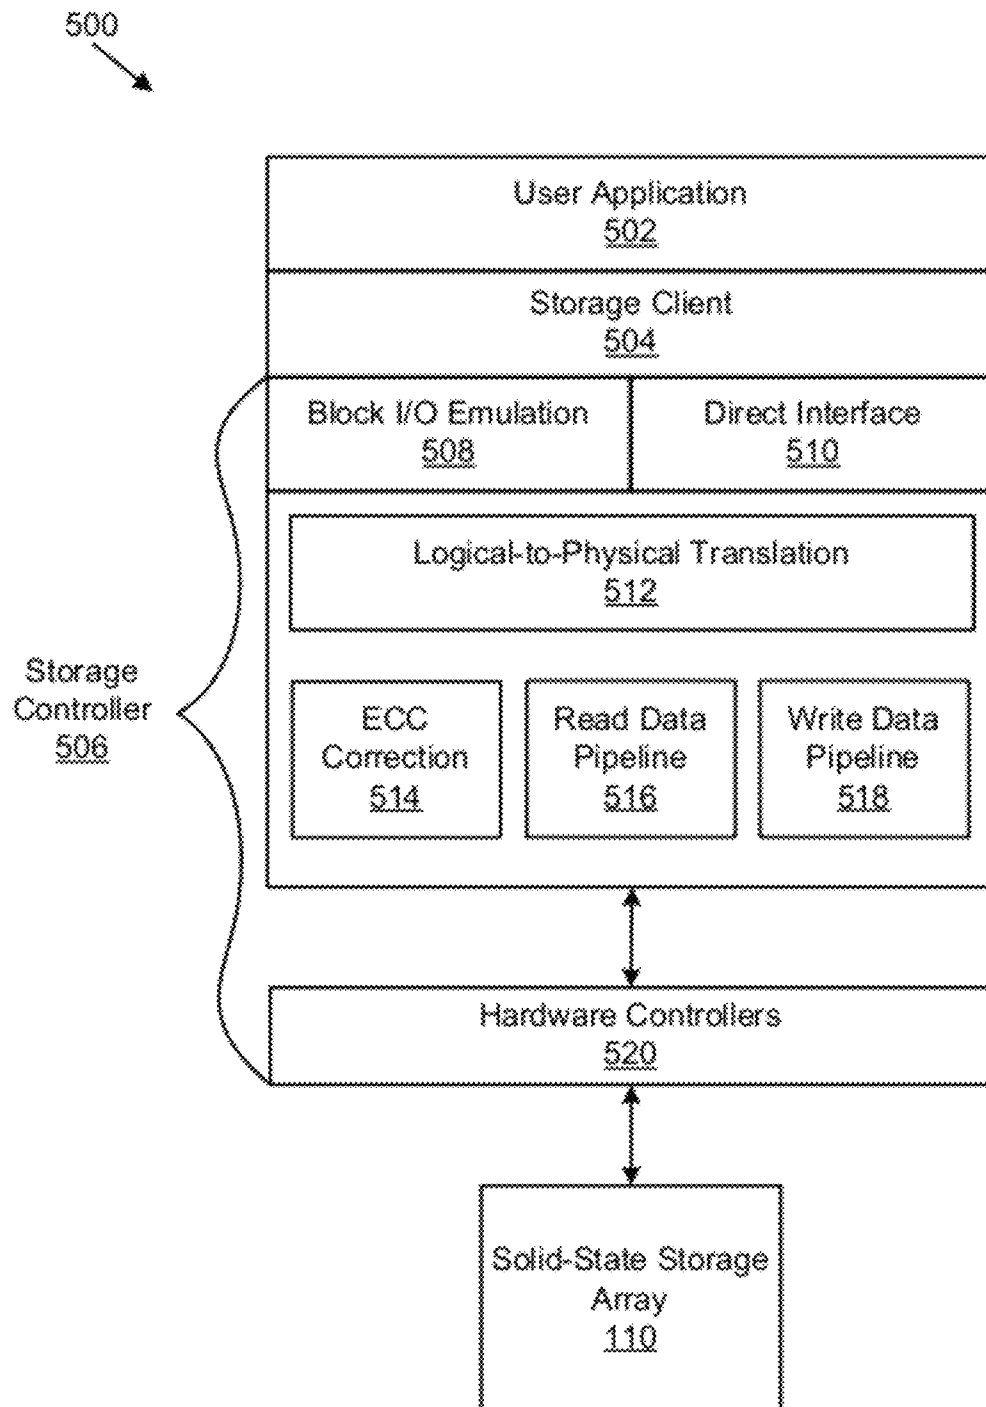 500
User Application
502
Storage Client
504
Block I/O Emulation
508
Direct Interface
510
Logical-to-Physical Translation
512
Storage
Controller
506
ECC
Correction
514
Read Data
Pipeline
516
Write Data
Pipeline
518
Hardware Controllers
520
Solid-State Storage
Array
110